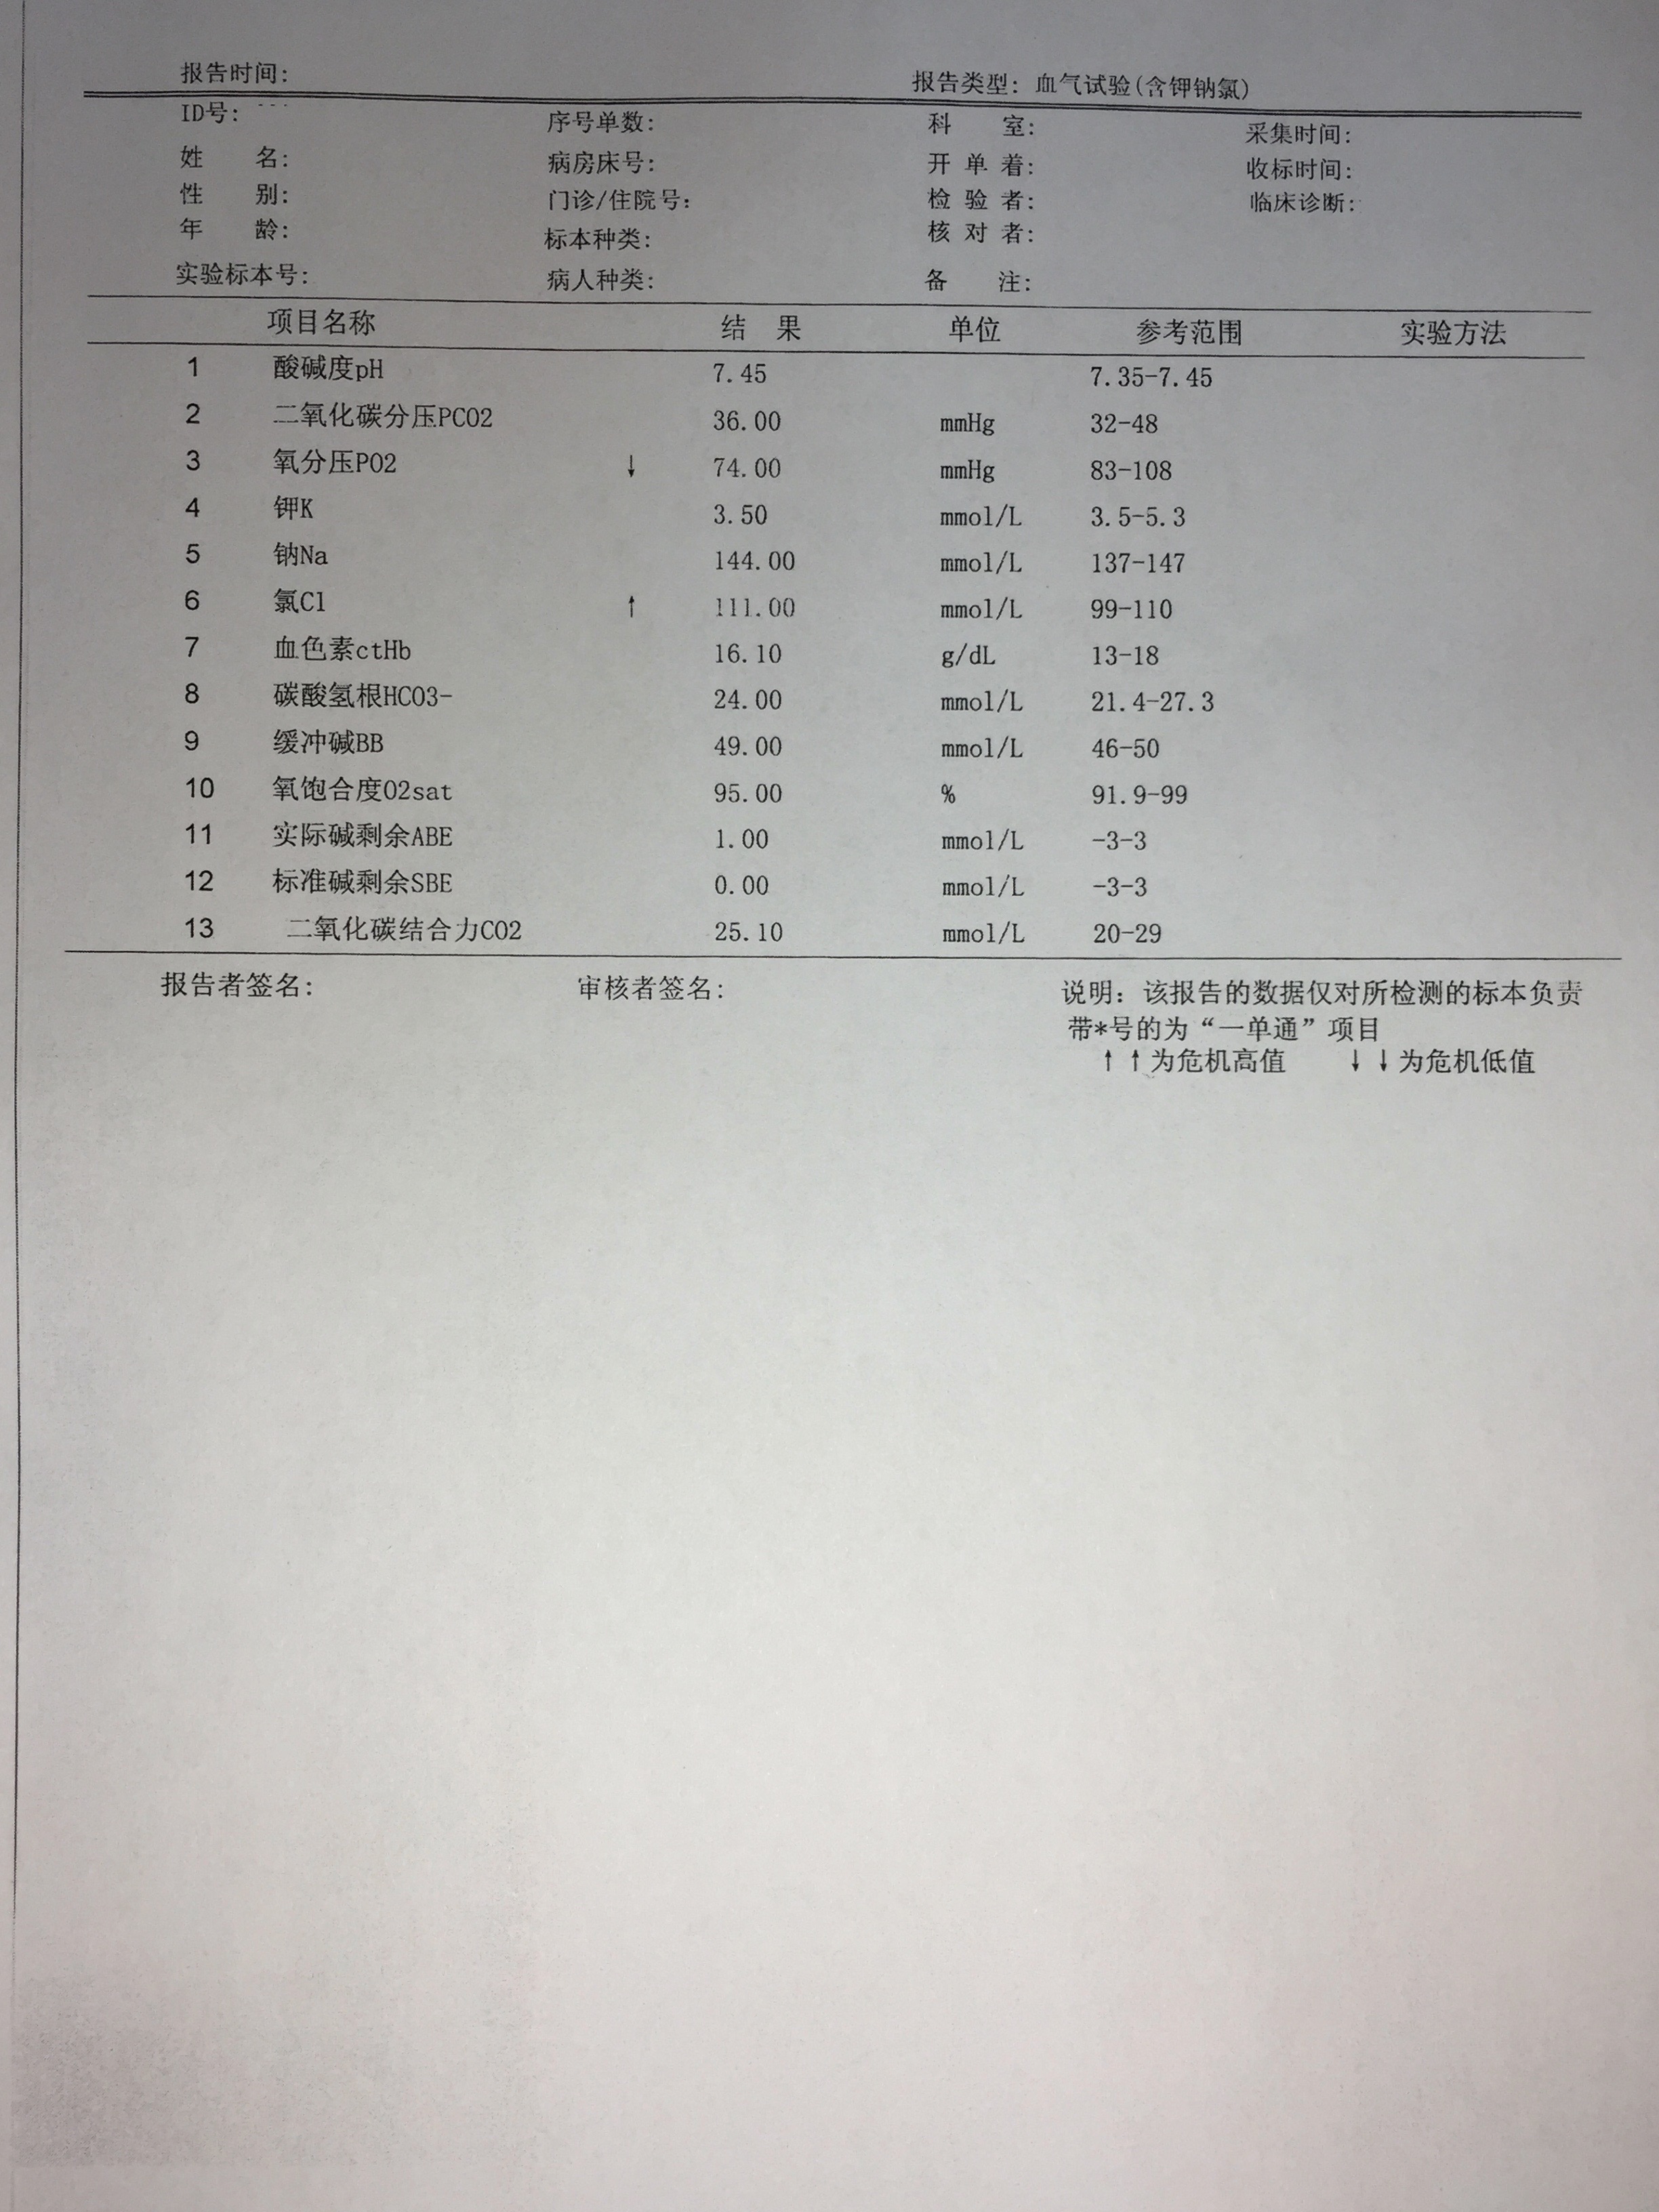 报告时间: 报告类型: 血气试验(含钾钠氯)
ID号: 序号单数: 科 室: 采集时间:
姓 名: 病房床号: 开 单 着: 收标时间:
性 别: 门诊/住院号: 检 验 者: 临床诊断:
年 龄: 标本种类: 核 对 者:
实验标本号: 病人种类: 备 注:
项目名称 结 果 单位 参考范围 实验方法
1 酸碱度pH 7.45 7.35-7.45
2 二氧化碳分压PCO2 36.00 mmHg 32-48
3 氧分压PO2 ↓ 74.00 mmHg 83-108
4 钾K 3.50 mmol/L 3.5-5.3
5 钠Na 144.00 mmol/L 137-147
6 氯Cl ↑ 111.00 mmol/L 99-110
7 血色素ctHb 16.10 g/dL 13-18
8 碳酸氢根HCO3- 24.00 mmol/L 21.4-27.3
9 缓冲碱BB 49.00 mmol/L 46-50
10 氧饱合度O2sat 95.00 % 91.9-99
11 实际碱剩余ABE 1.00 mmol/L -3-3
12 标准碱剩余SBE 0.00 mmol/L -3-3
13 二氧化碳结合力CO2 25.10 mmol/L 20-29
报告者签名: 审核者签名: 说明: 该报告的数据仅对所检测的标本负责
带*号的为“一单通”项目
↑↑为危机高值 ↓↓为危机低值